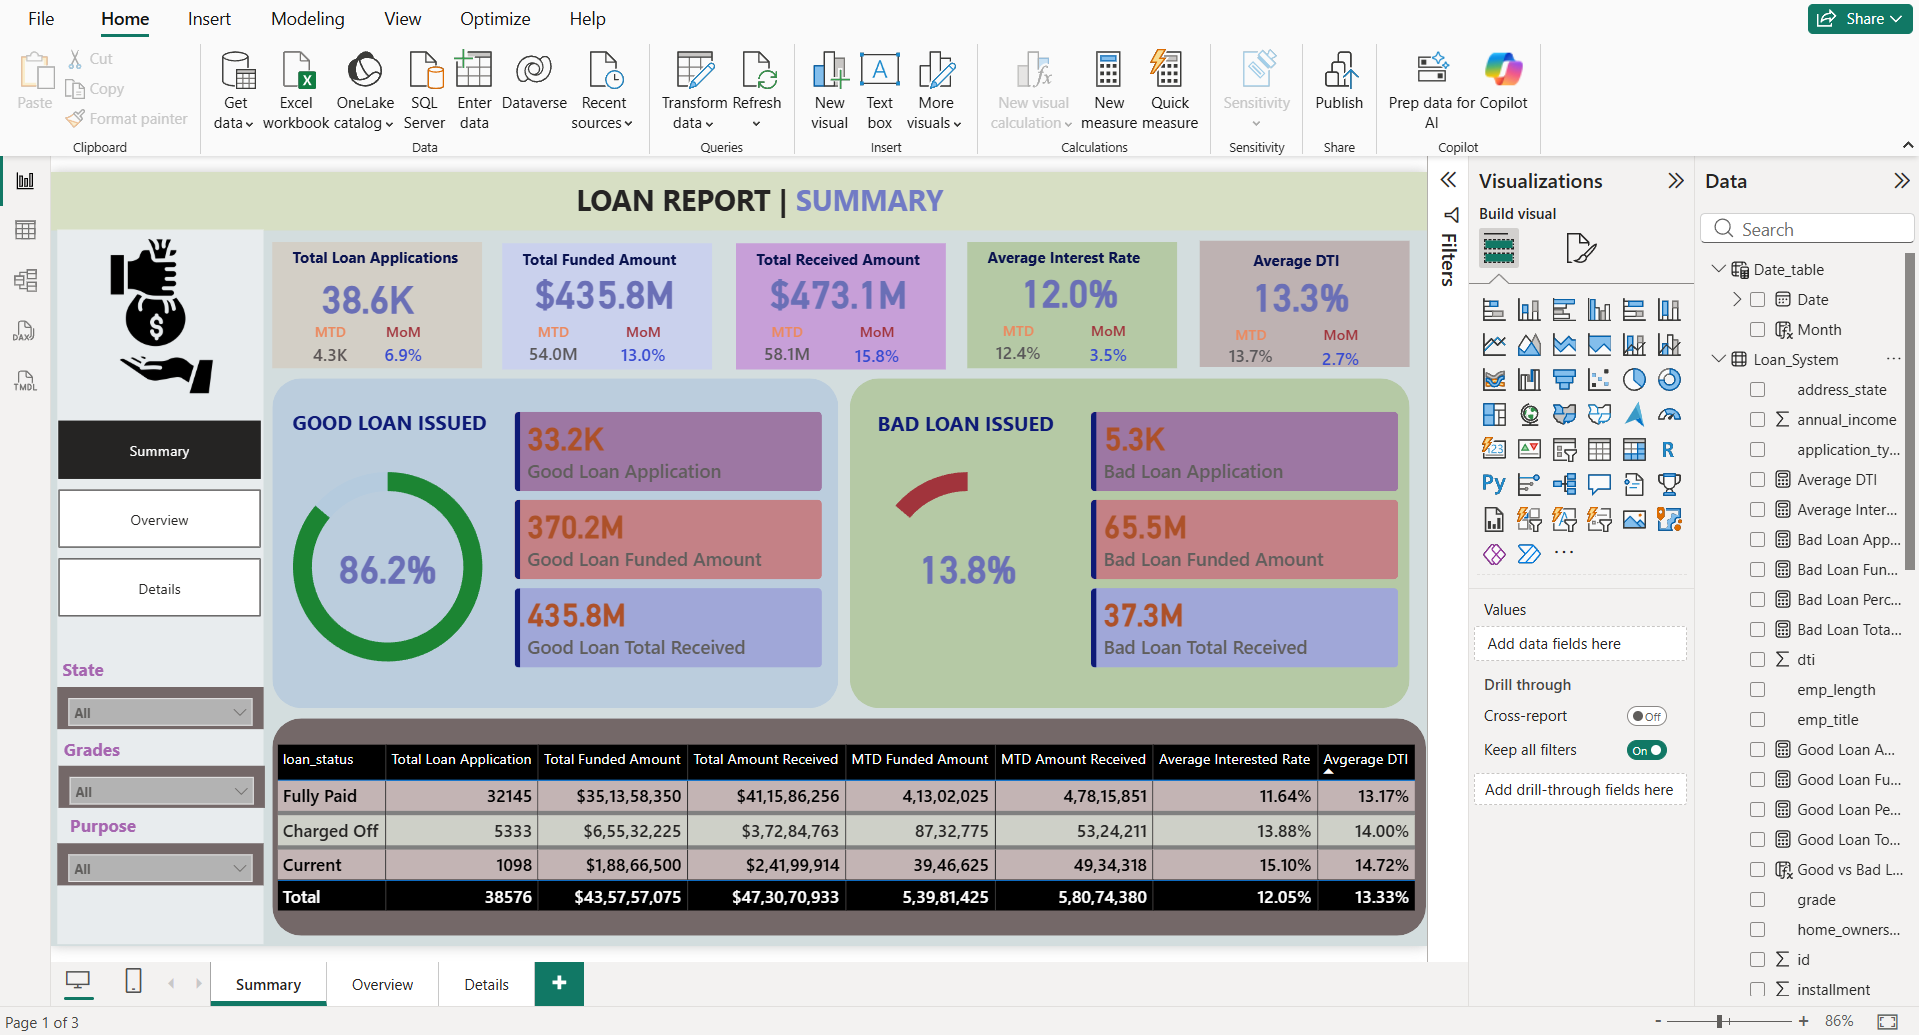 File Home Insert Modeling View Optimize Help Share
Paste
Cut
Copy
Format painter
Clipboard
Get data
Excel workbook
OneLake catalog
SQL Server
Enter data
Dataverse
Recent sources
Data
Transform data
Refresh
Queries
New visual
Text box
More visuals
Insert
New visual calculation
New measure
Quick measure
Calculations
Sensitivity
Sensitivity
Publish
Share
Prep data for AI
Copilot
Copilot
DAX
TMDL
LOAN REPORT | SUMMARY
$
Summary
Overview
Details
State
All
Grades
All
Purpose
All
Total Loan Applications
38.6K
MTD MoM
4.3K 6.9%
Total Funded Amount
$435.8M
MTD MoM
54.0M 13.0%
Total Received Amount
$473.1M
MTD MoM
58.1M 15.8%
Average Interest Rate
12.0%
MTD MoM
12.4% 3.5%
Average DTI
13.3%
MTD MoM
13.7% 2.7%
GOOD LOAN ISSUED
86.2%
33.2K
Good Loan Application
370.2M
Good Loan Funded Amount
435.8M
Good Loan Total Received
BAD LOAN ISSUED
13.8%
5.3K
Bad Loan Application
65.5M
Bad Loan Funded Amount
37.3M
Bad Loan Total Received
loan_status Total Loan Application Total Funded Amount Total Amount Received MTD Funded Amount MTD Amount Received Average Interested Rate Avgerage DTI
Fully Paid 32145 $35,13,58,350 $41,15,86,256 4,13,02,025 4,78,15,851 11.64% 13.17%
Charged Off 5333 $6,55,32,225 $3,72,84,763 87,32,775 53,24,211 13.88% 14.00%
Current 1098 $1,88,66,500 $2,41,99,914 39,46,625 49,34,318 15.10% 14.72%
Total 38576 $43,57,57,075 $47,30,70,933 5,39,81,425 5,80,74,380 12.05% 13.33%
Filters
Visualizations
Build visual
123
R
Py
Values
Add data fields here
Drill through
Cross-report Off
Keep all filters On
Add drill-through fields here
Data
Search
Date_table
Date
Month
Loan_System
address_state
annual_income
application_ty...
Average DTI
Average Inter...
Bad Loan App...
Bad Loan Fun...
Bad Loan Perc...
Bad Loan Tota...
dti
emp_length
emp_title
Good Loan A...
Good Loan Fu...
Good Loan Pe...
Good Loan To...
Good vs Bad L...
grade
home_owners...
id
installment
Summary Overview Details +
Page 1 of 3
- + 86%